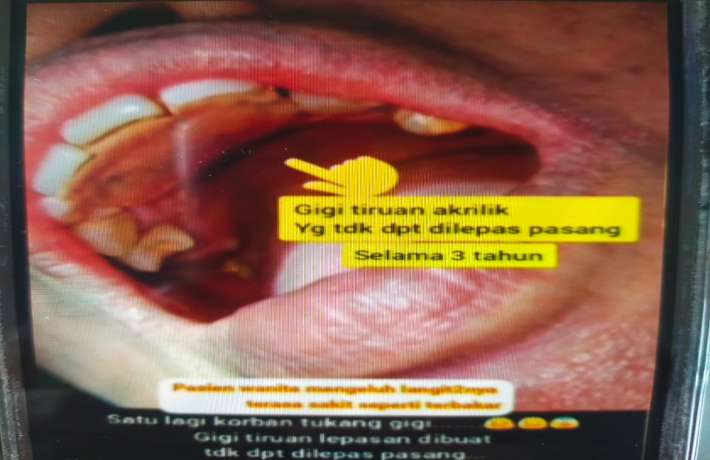 Gigi tiruan akrilik
Yg tdk dpt dilepas pasang
Selama 3 tahun
Pasien wanita mengeluh langit2nya
terasa sakit seperti terbakar
Satu lagi korban tukang gigi......
Gigi tiruan lepasan dibuat
tdk dpt dilepas pasang...